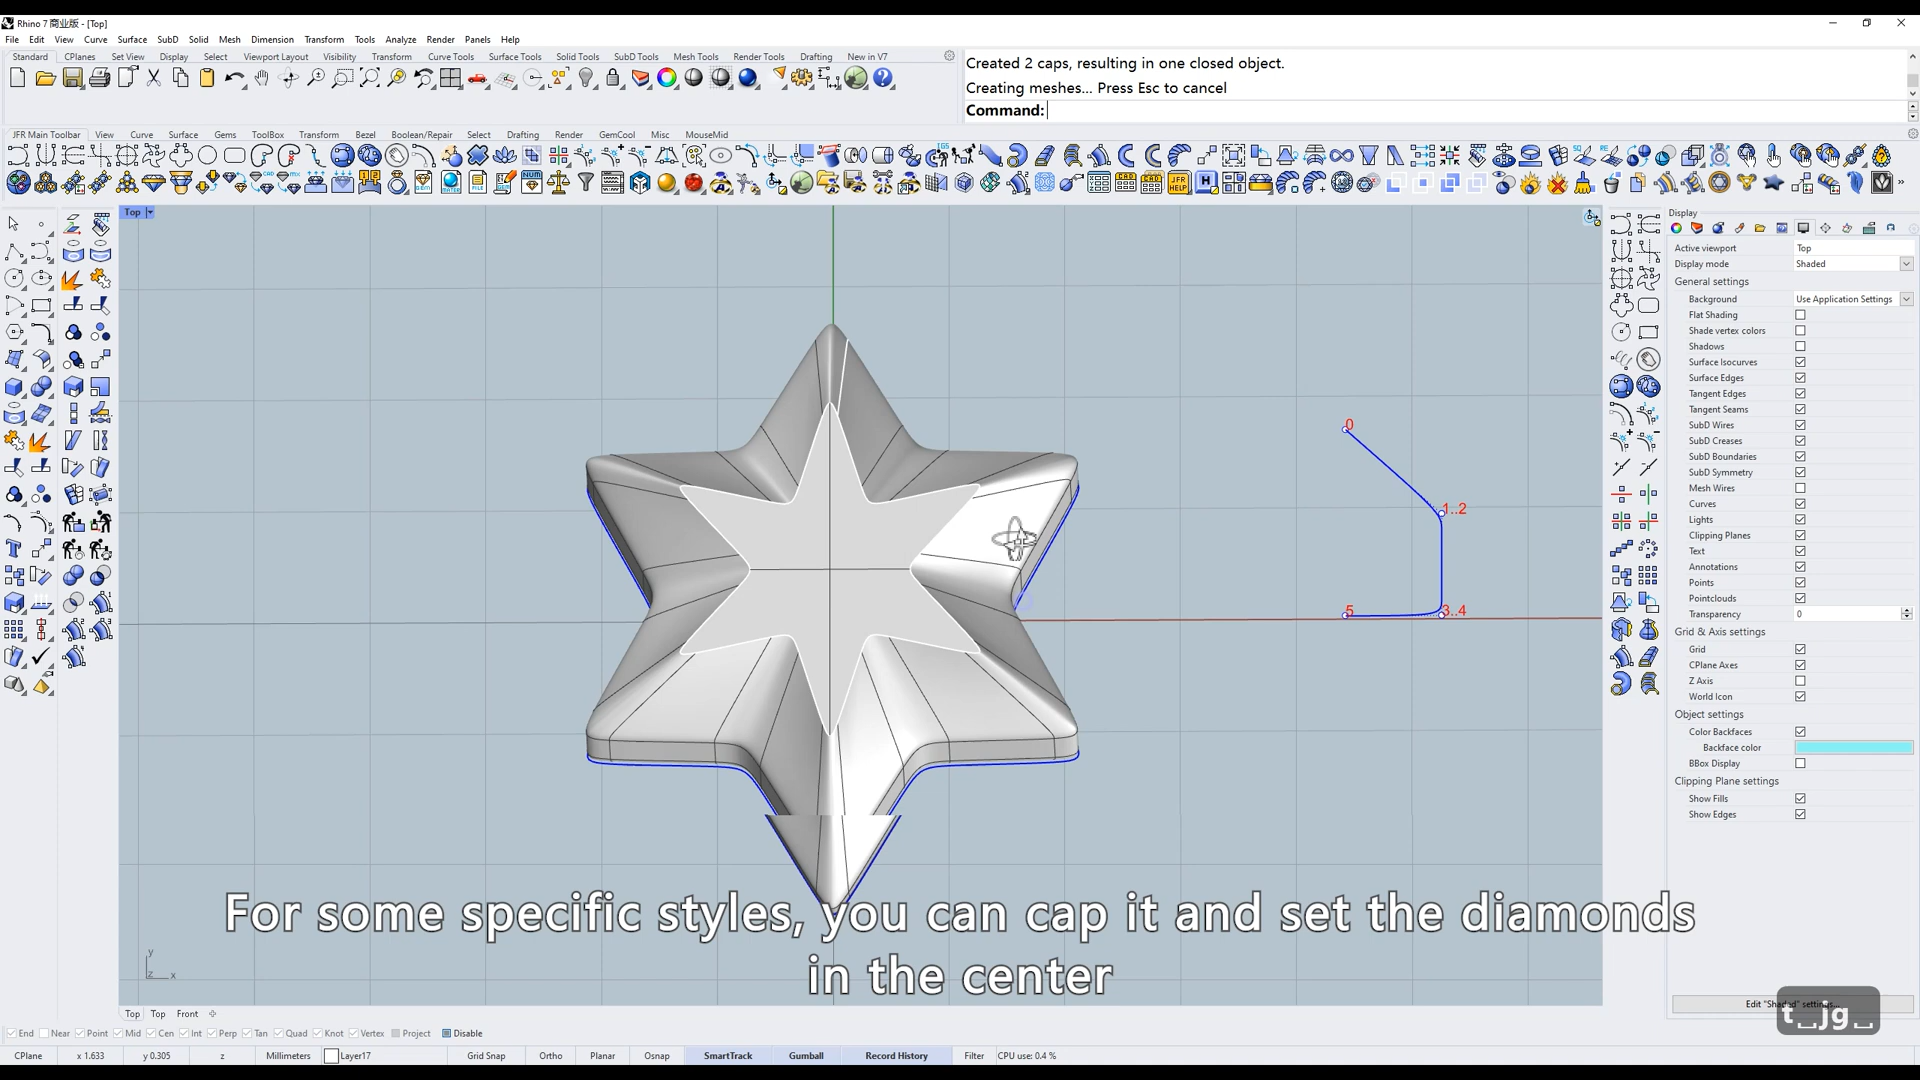 Rhino 7 商业版 - [Top]
File Edit View Curve Surface SubD Solid Mesh Dimension Transform Tools Analyze Render Panels Help
Standard CPlanes Set View Display Select Viewport Layout Visibility Transform Curve Tools Surface Tools Solid Tools SubD Tools Mesh Tools Render Tools Drafting New in V7
Created 2 caps, resulting in one closed object.
Creating meshes... Press Esc to cancel
Command:
JFR Main Toolbar View Curve Surface Gems ToolBox Transform Bezel Boolean/Repair Select Drafting Render GemCool Misc MouseMid
Top
Display
Active viewport Top
Display mode Shaded
General settings
Background Use Application Settings
Flat Shading
Shade vertex colors
Shadows
Surface Isocurves
Surface Edges
Tangent Edges
Tangent Seams
SubD Wires
SubD Creases
SubD Boundaries
SubD Symmetry
Mesh Wires
Curves
Lights
Clipping Planes
Text
Annotations
Points
Pointclouds
Transparency 0
Grid & Axis settings
Grid
CPlane Axes
Z Axis
World Icon
Object settings
Color Backfaces
Backface color
BBox Display
Clipping Plane settings
Show Fills
Show Edges
0
1..2
5 3..4
For some specific styles, you can cap it and set the diamonds
in the center
y
z x
Edit "Shaded" settings...
t_jg_
Top Top Front
End Near Point Mid Cen Int Perp Tan Quad Knot Vertex Project Disable
CPlane x 1.633 y 0.305 z Millimeters Layer17 Grid Snap Ortho Planar Osnap SmartTrack Gumball Record History Filter CPU use: 0.4 %